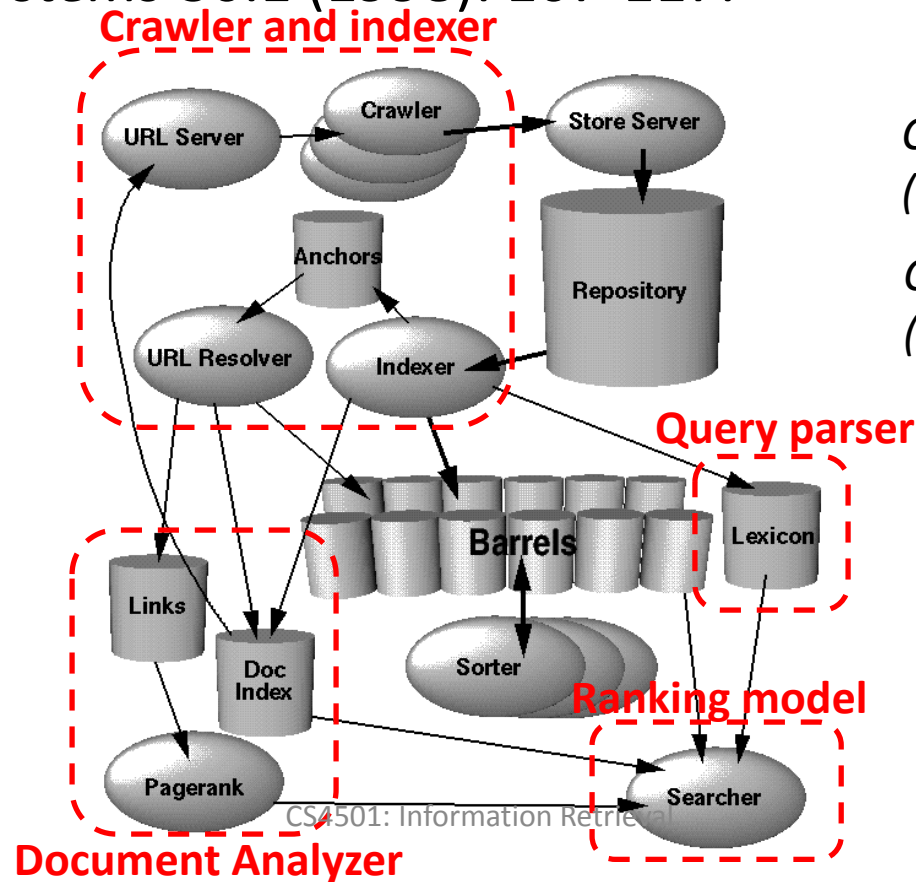 Crawler and indexer
Crawler
URL Server
Store Server
Anchors
Repository
URL Resolver
Indexer
Query parser
Barrels
Lexicon
Links
Doc
Index
Sorter
Ranking model
Pagerank
Searcher
CS4501: Information Retrieval
Document Analyzer